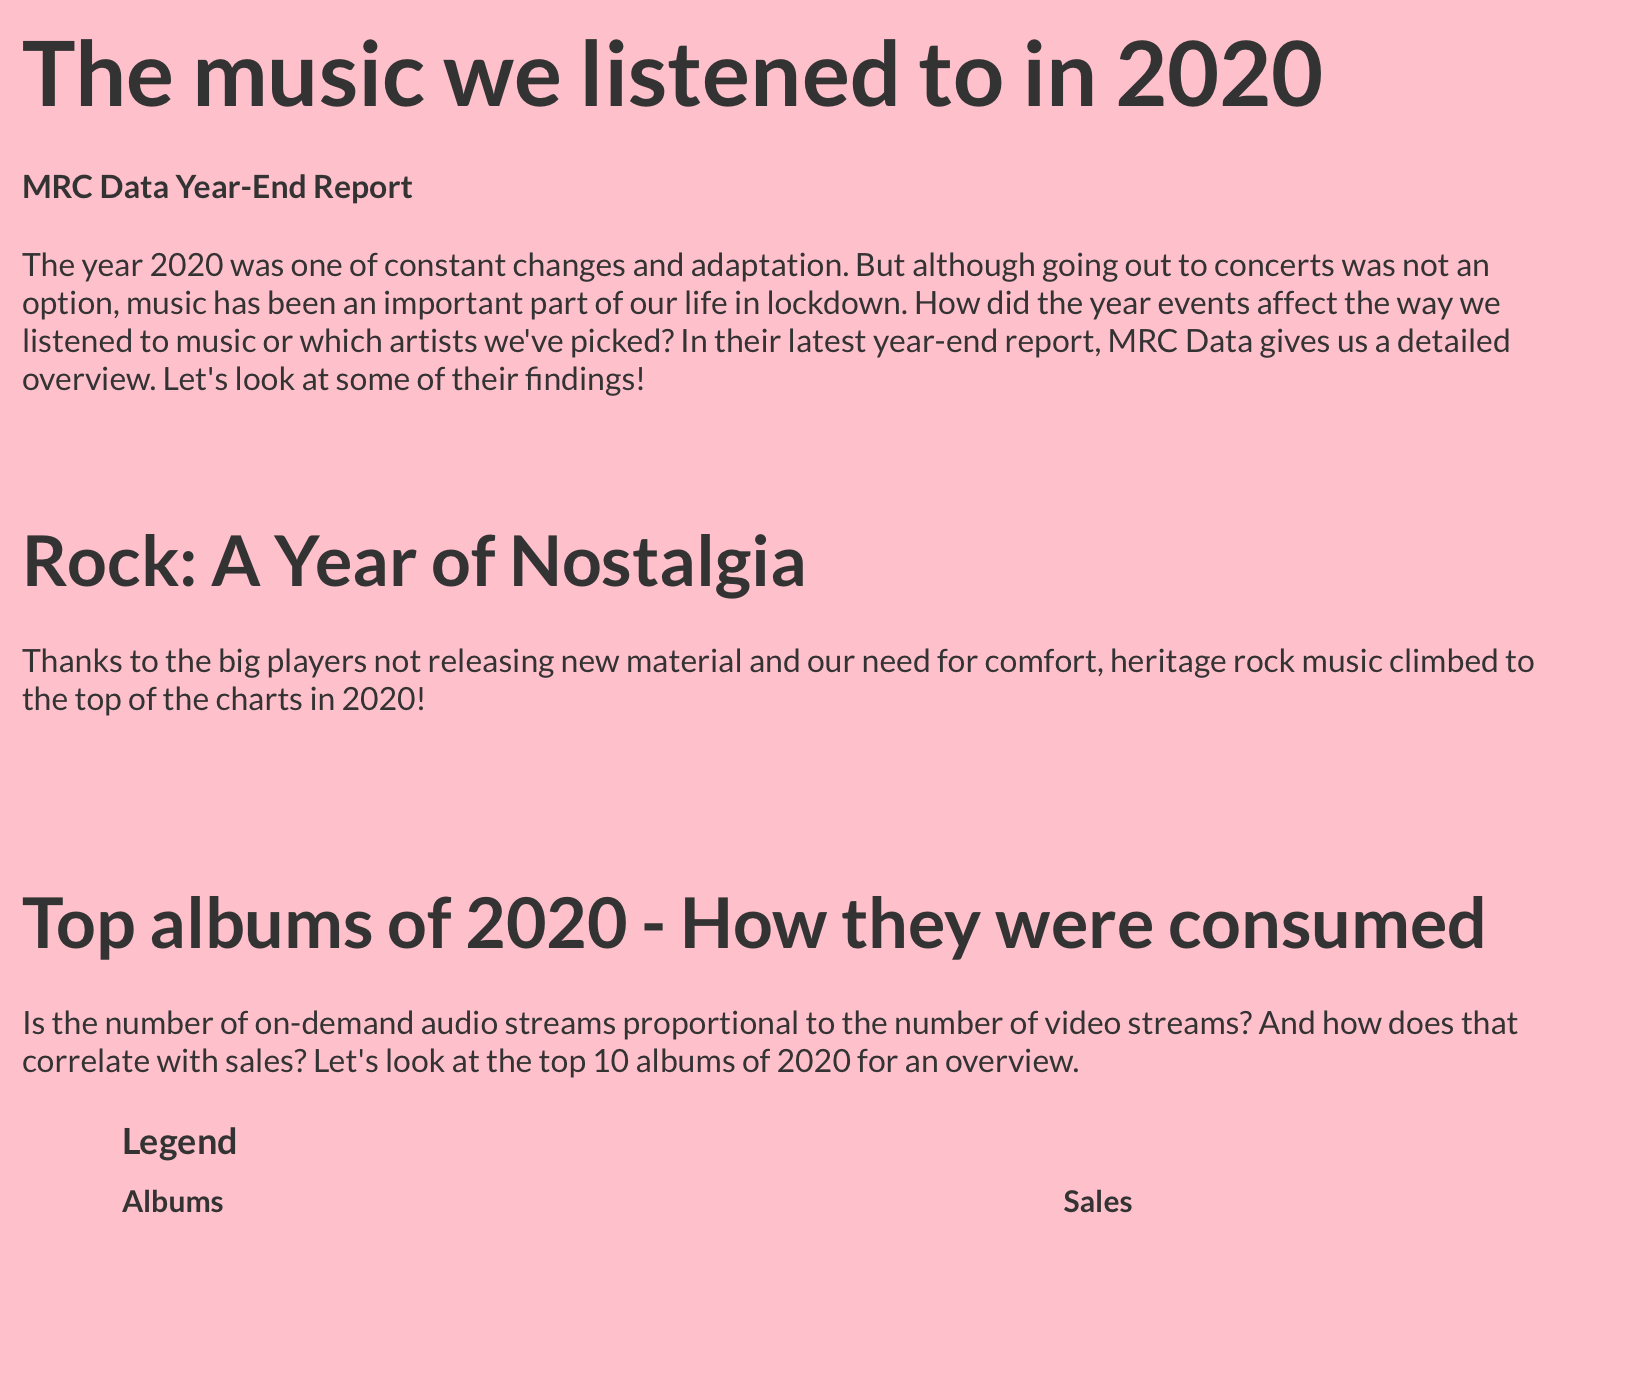 The music we listened to in 2020
MRC Data Year-End Report
The year 2020 was one of constant changes and adaptation. But although going out to concerts was not an
option, music has been an important part of our life in lockdown. How did the year events affect the way we
listened to music or which artists we've picked? In their latest year-end report, MRC Data gives us a detailed
overview. Let's look at some of their findings!
Rock: A Year of Nostalgia
Thanks to the big players not releasing new material and our need for comfort, heritage rock music climbed to
the top of the charts in 2020!
Top albums of 2020 - How they were consumed
Is the number of on-demand audio streams proportional to the number of video streams? And how does that
correlate with sales? Let's look at the top 10 albums of 2020 for an overview.
Legend
Albums Sales